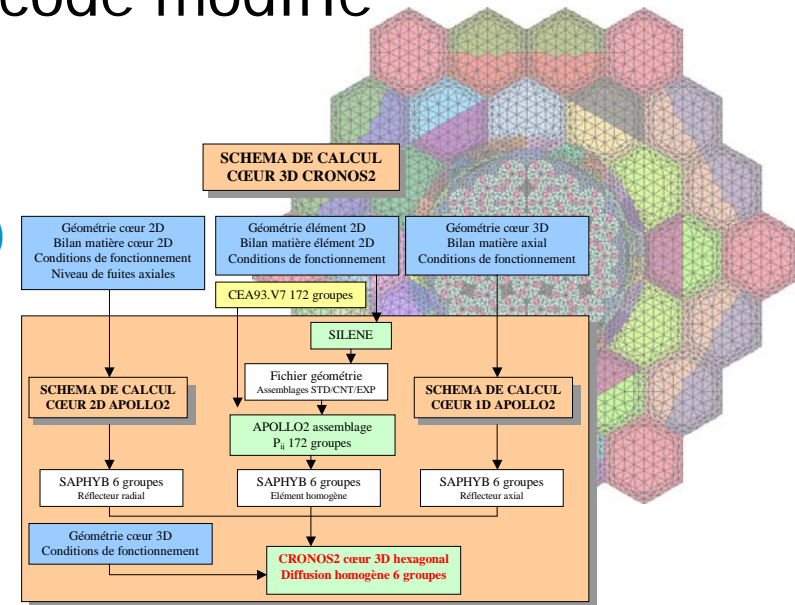 code modifié
SCHEMA DE CALCUL
CŒUR 3D CRONOS2
Géométrie cœur 2D
Bilan matière cœur 2D
Conditions de fonctionnement
Niveau de fuites axiales
Géométrie élément 2D
Bilan matière élément 2D
Conditions de fonctionnement
Géométrie cœur 3D
Bilan matière axial
Conditions de fonctionnement
CEA93.V7 172 groupes
SILENE
Fichier géométrie
Assemblages STD/CNT/EXP
SCHEMA DE CALCUL
CŒUR 2D APOLLO2
SCHEMA DE CALCUL
CŒUR 1D APOLLO2
APOLLO2 assemblage
Pij 172 groupes
SAPHYB 6 groupes
Réflecteur radial
SAPHYB 6 groupes
Elément homogène
SAPHYB 6 groupes
Réflecteur axial
Géométrie cœur 3D
Conditions de fonctionnement
CRONOS2 cœur 3D hexagonal
Diffusion homogène 6 groupes